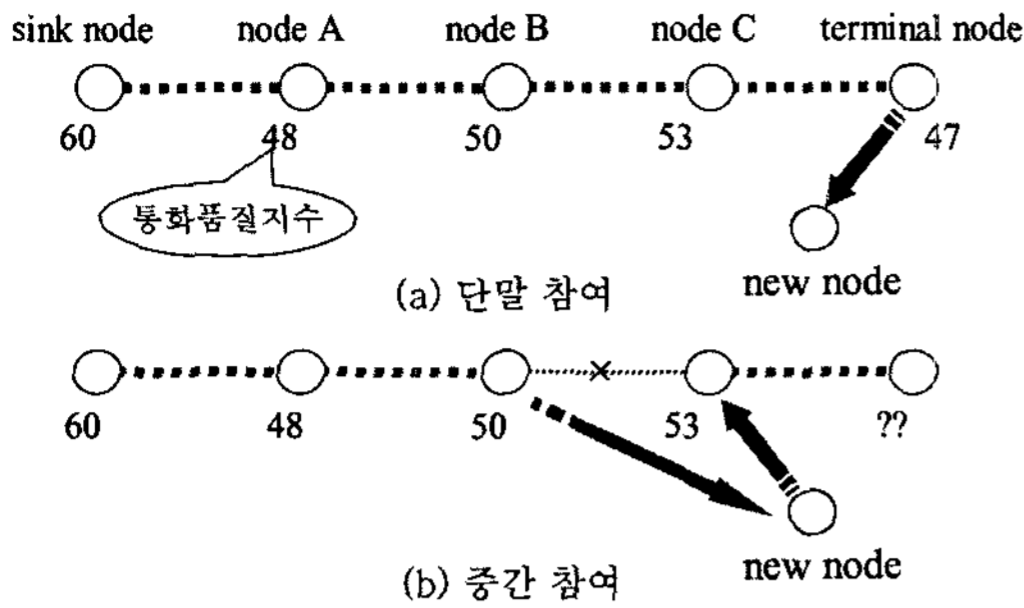 sink node node A node B node C terminal node
60 48 50 53 47
통화품질지수
new node
(a) 단말 참여
60 48 50 53 ??
new node
(b) 중간 참여